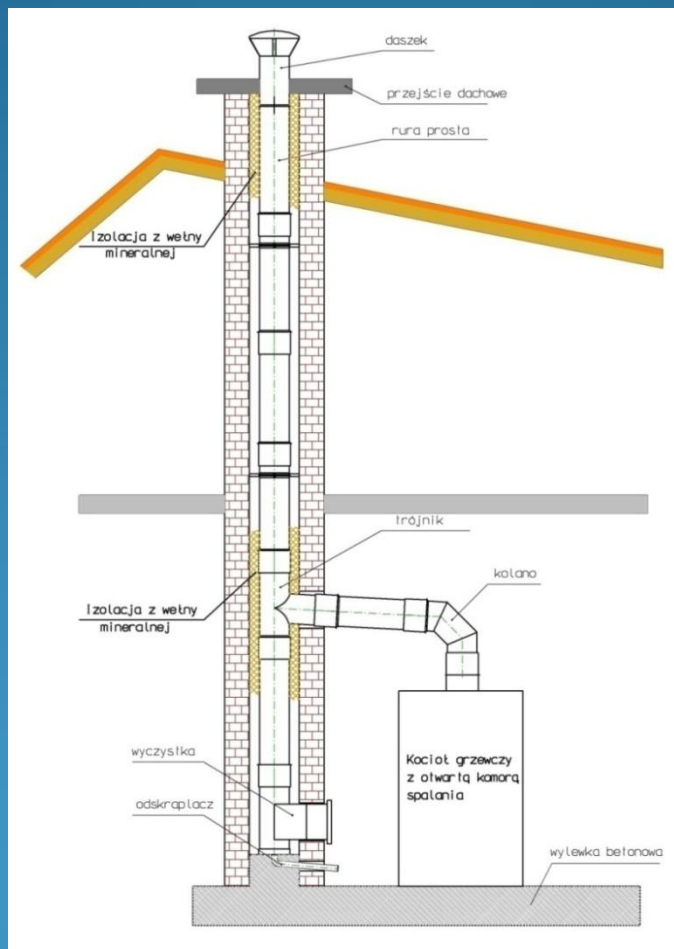 daszek
przejście dachowe
rura prosta
Izolacja z wełny
mineralnej
trójnik
kolano
Izolacja z wełny
mineralnej
wyczystka
Kocioł grzewczy
z otwartą kamorą
spalania
odskraplacz
wylewka betonowa